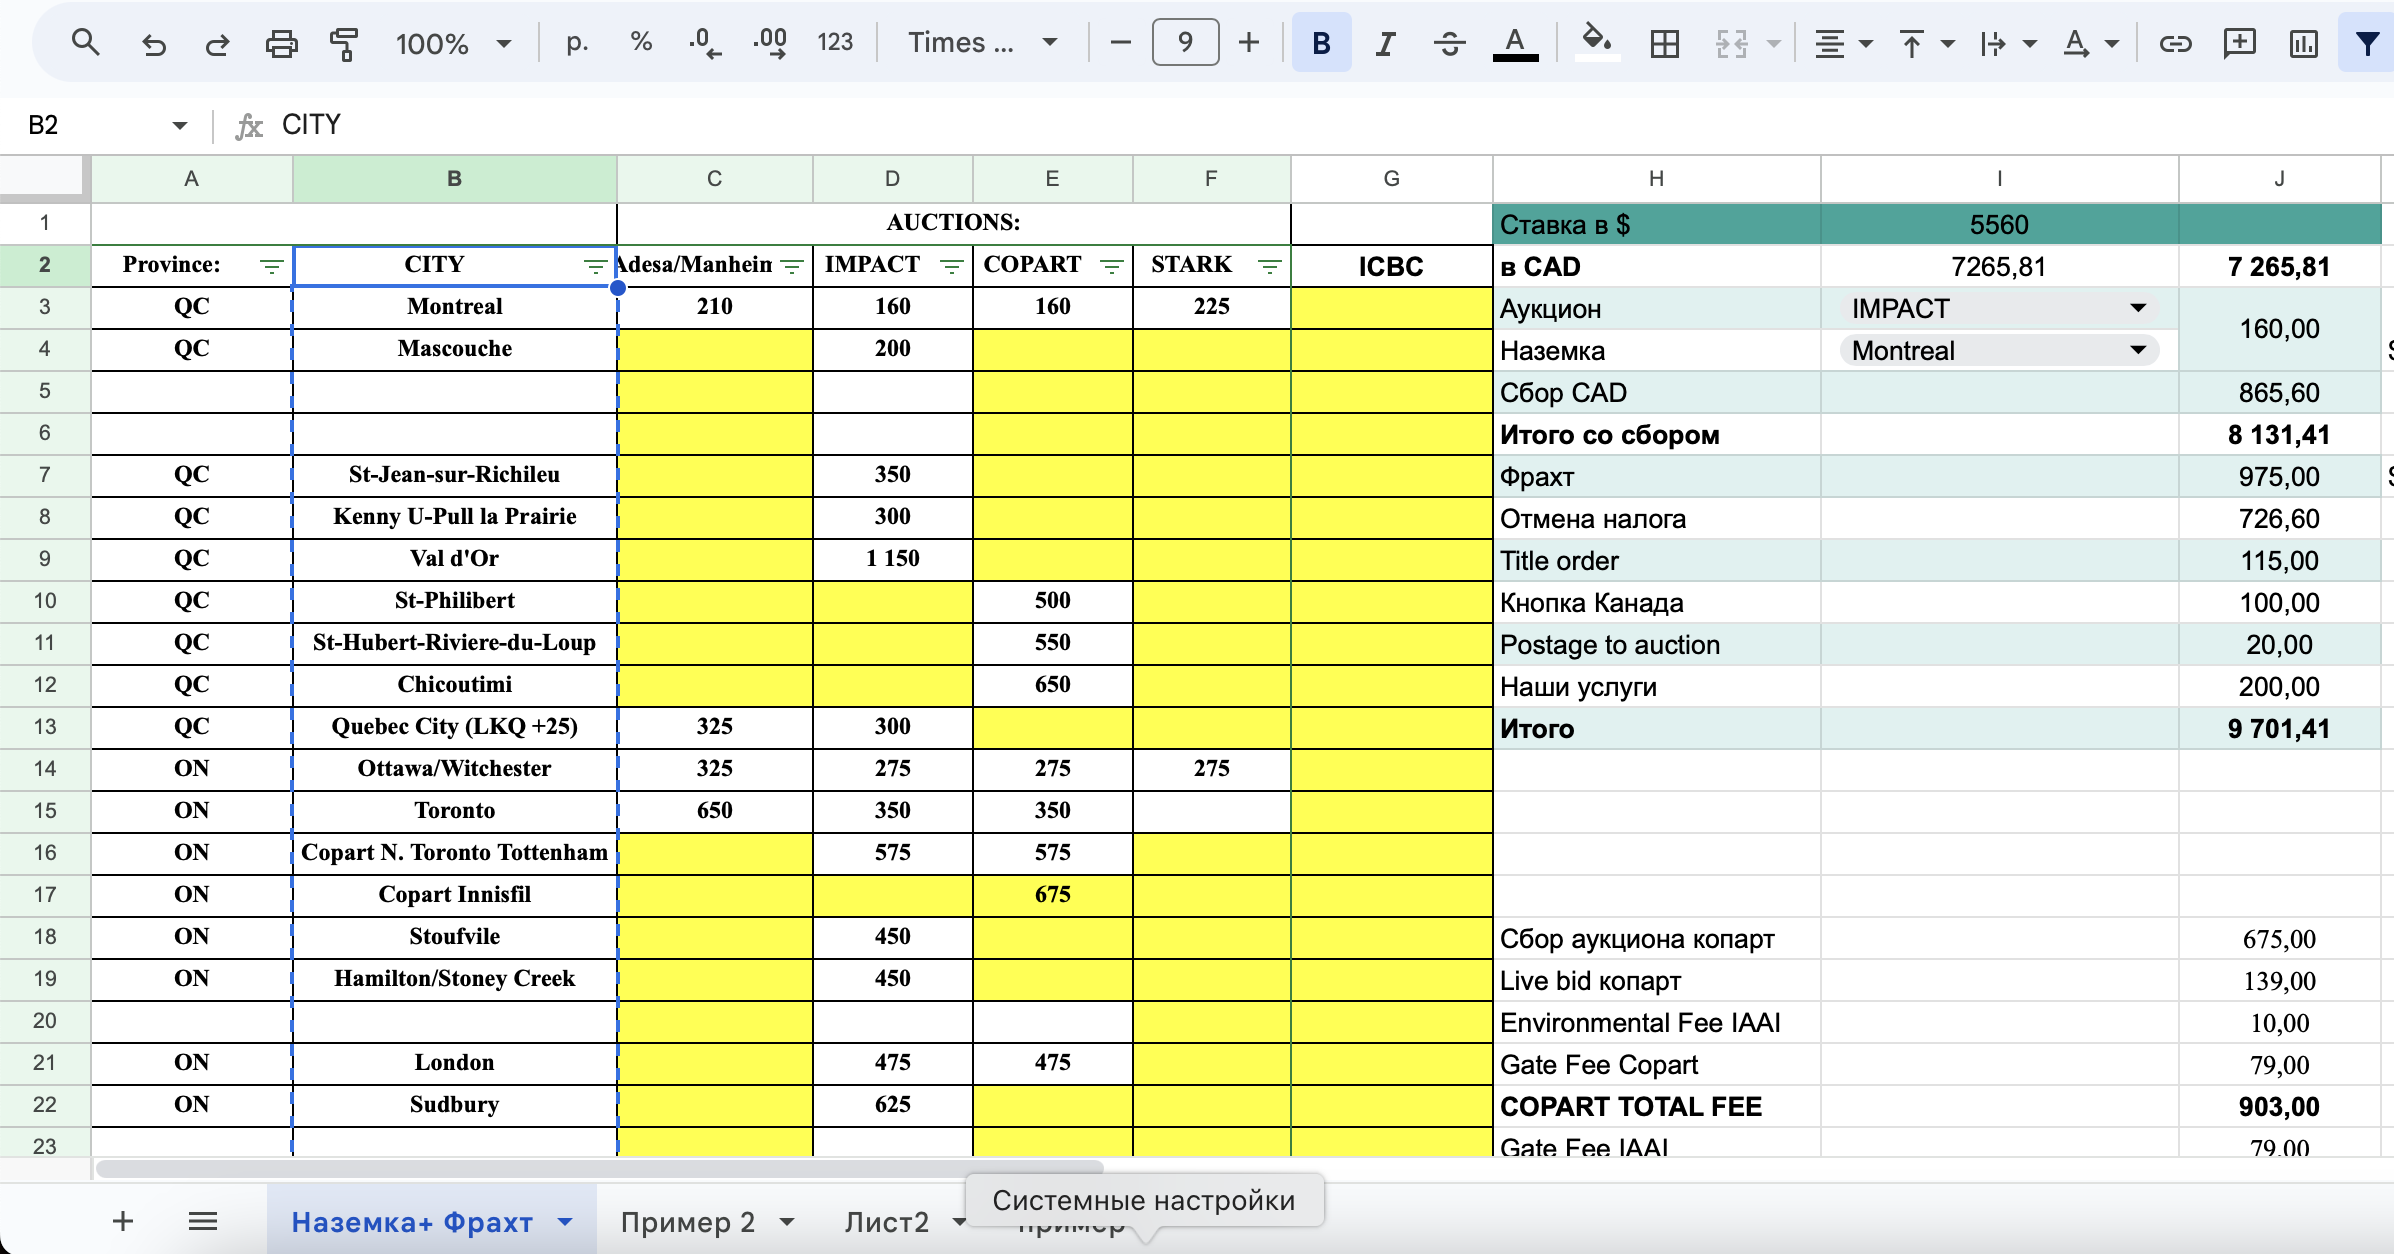 100% р. % .0 .00 123 Times ... 9 B I A A
B2 fx CITY
A B C D E F G H I J
1 AUCTIONS: Ставка в $ 5560
2 Province: CITY Adesa/Manhein IMPACT COPART STARK ICBC в CAD 7265,81 7 265,81
3 QC Montreal 210 160 160 225 Аукцион IMPACT 160,00
4 QC Mascouche 200 Наземка Montreal
5 Сбор CAD 865,60
6 Итого со сбором 8 131,41
7 QC St-Jean-sur-Richileu 350 Фрахт 975,00
8 QC Kenny U-Pull la Prairie 300 Отмена налога 726,60
9 QC Val d'Or 1 150 Title order 115,00
10 QC St-Philibert 500 Кнопка Канада 100,00
11 QC St-Hubert-Riviere-du-Loup 550 Postage to auction 20,00
12 QC Chicoutimi 650 Наши услуги 200,00
13 QC Quebec City (LKQ +25) 325 300 Итого 9 701,41
14 ON Ottawa/Witchester 325 275 275 275
15 ON Toronto 650 350 350
16 ON Copart N. Toronto Tottenham 575 575
17 ON Copart Innisfil 675
18 ON Stoufvile 450 Сбор аукциона копарт 675,00
19 ON Hamilton/Stoney Creek 450 Live bid копарт 139,00
20 Environmental Fee IAAI 10,00
21 ON London 475 475 Gate Fee Copart 79,00
22 ON Sudbury 625 COPART TOTAL FEE 903,00
23 Gate Fee IAAI 79,00
Системные настройки
Наземка+ Фрахт Пример 2 Лист2 пример